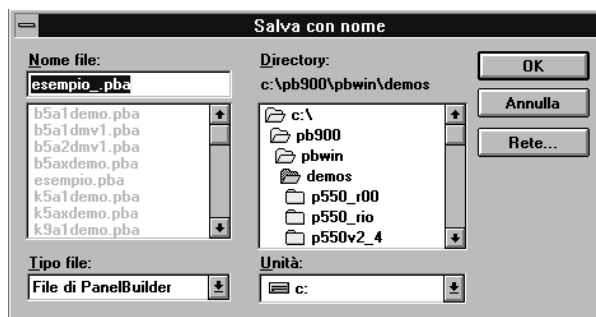 Salva con nome
Nome file:
esempio_.pba
b5a1demo.pba
b5a1dmv1.pba
b5a2dmv1.pba
b5axdemo.pba
esempio.pba
k5a1demo.pba
k5axdemo.pba
k9a1demo.pba
Tipo file:
File di PanelBuilder
Directory:
c:\pb900\pbwin\demos
c:\
pb900
pbwin
demos
p550_r00
p550_rio
p550v2_4
Unità:
c:
OK
Annulla
Rete...